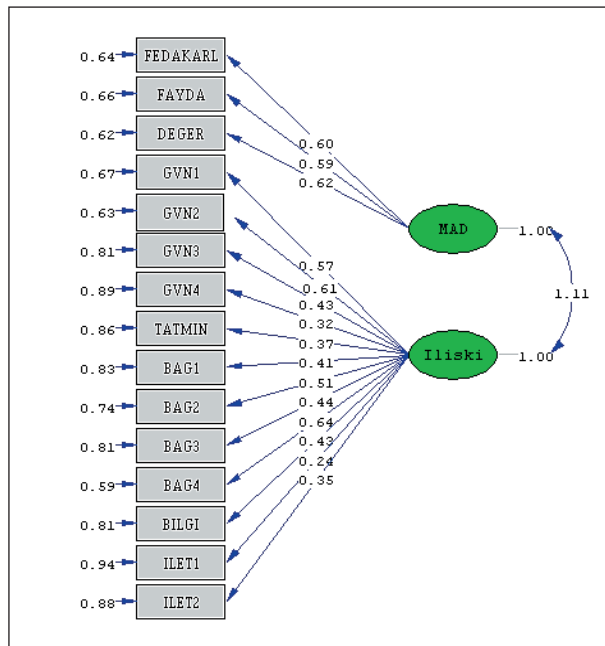 0.64 FEDAKARL
0.66 FAYDA
0.62 DEGER
0.67 GVN1
0.63 GVN2
0.81 GVN3
0.89 GVN4
0.86 TATMIN
0.83 BAG1
0.74 BAG2
0.81 BAG3
0.59 BAG4
0.81 BILGI
0.94 ILET1
0.88 ILET2
0.60
0.59
0.62
0.57
0.61
0.43
0.32
0.37
0.41
0.51
0.44
0.64
0.43
0.24
0.35
MAD 1.00
1.11
Iliski 1.00